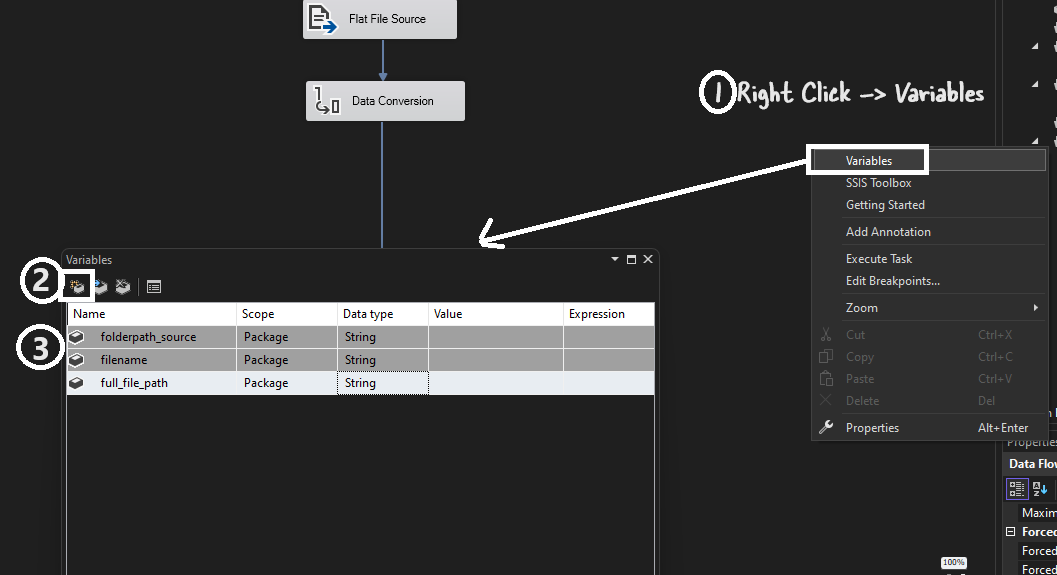 Flat File Source
Data Conversion
1 Right Click -> Variables
Variables
SSIS Toolbox
Getting Started
Add Annotation
Execute Task
Edit Breakpoints...
Zoom
Cut Ctrl+X
Copy Ctrl+C
Paste Ctrl+V
Delete Del
Properties Alt+Enter
Variables
2
Name Scope Data type Value Expression
3
folderpath_source Package String
filename Package String
full_file_path Package String
Properties
Data Flo
Maxim
Forced
Forced
Forced
100%